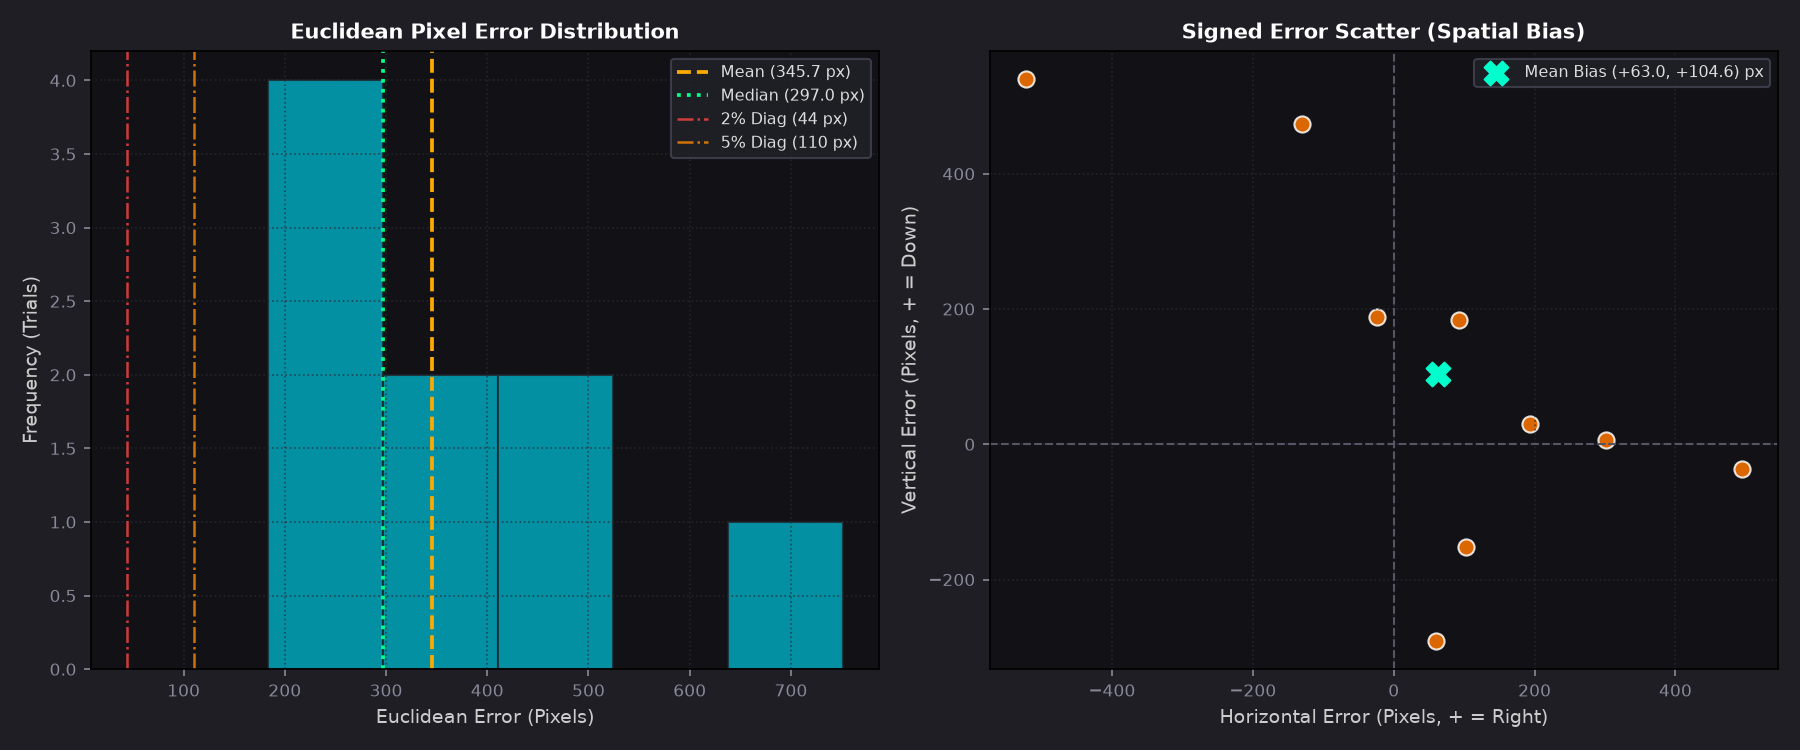 Euclidean Pixel Error Distribution
Mean (345.7 px)
Median (297.0 px)
2% Diag (44 px)
5% Diag (110 px)
Frequency (Trials)
4.0
3.5
3.0
2.5
2.0
1.5
1.0
0.5
0.0
100 200 300 400 500 600 700
Euclidean Error (Pixels)
Signed Error Scatter (Spatial Bias)
Mean Bias (+63.0, +104.6) px
Vertical Error (Pixels, + = Down)
400
200
0
−200
−400 −200 0 200 400
Horizontal Error (Pixels, + = Right)